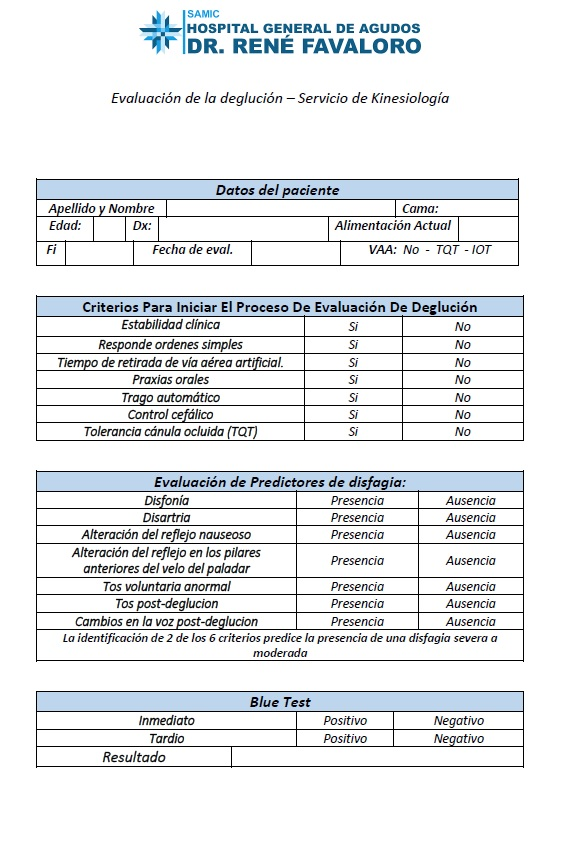 SAMIC
HOSPITAL GENERAL DE AGUDOS
DR. RENÉ FAVALORO
Evaluación de la deglución – Servicio de Kinesiología
Datos del paciente
Apellido y Nombre Cama:
Edad: Dx: Alimentación Actual
Fi Fecha de eval. VAA: No - TQT - IOT
Criterios Para Iniciar El Proceso De Evaluación De Deglución
Estabilidad clínica Si No
Responde ordenes simples Si No
Tiempo de retirada de vía aérea artificial. Si No
Praxias orales Si No
Trago automático Si No
Control cefálico Si No
Tolerancia cánula ocluida (TQT) Si No
Evaluación de Predictores de disfagia:
Disfonía Presencia Ausencia
Disartria Presencia Ausencia
Alteración del reflejo nauseoso Presencia Ausencia
Alteración del reflejo en los pilares
anteriores del velo del paladar Presencia Ausencia
Tos voluntaria anormal Presencia Ausencia
Tos post-deglucion Presencia Ausencia
Cambios en la voz post-deglucion Presencia Ausencia
La identificación de 2 de los 6 criterios predice la presencia de una disfagia severa a
moderada
Blue Test
Inmediato Positivo Negativo
Tardio Positivo Negativo
Resultado